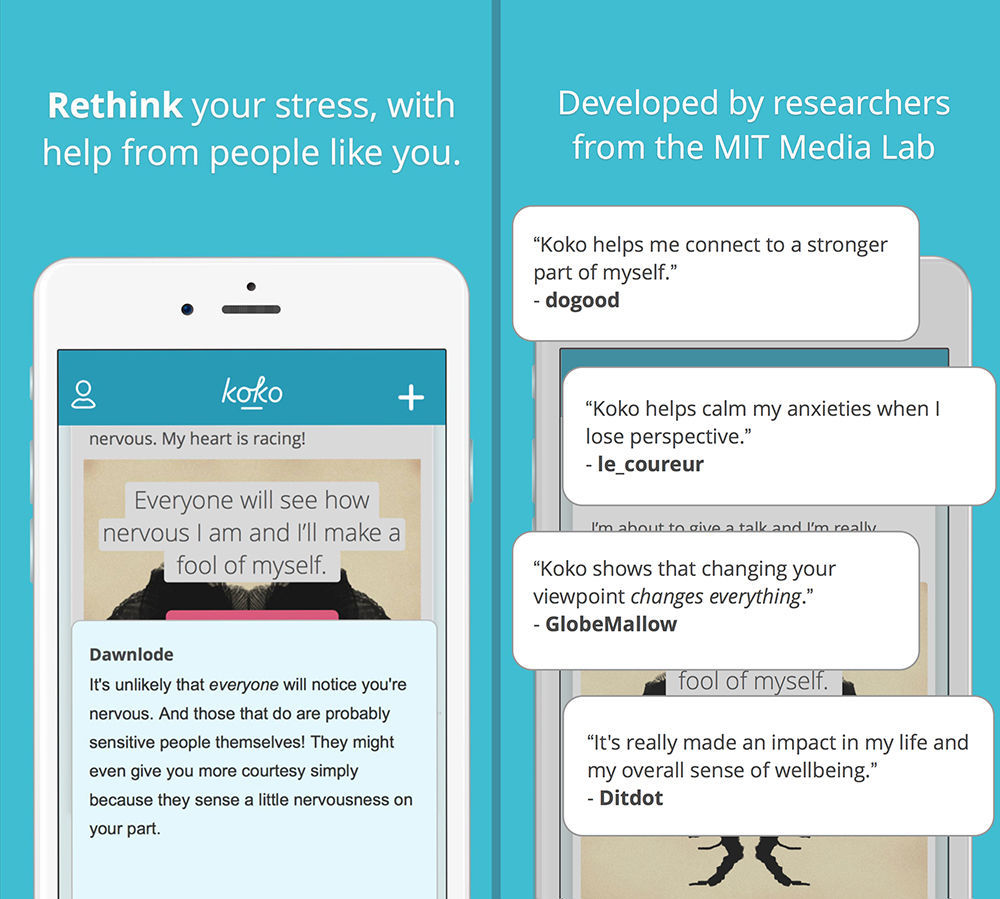 Rethink your stress, with
help from people like you.
koko
nervous. My heart is racing!
Everyone will see how
nervous I am and I'll make a
fool of myself.
Dawnlode
It's unlikely that everyone will notice you're
nervous. And those that do are probably
sensitive people themselves! They might
even give you more courtesy simply
because they sense a little nervousness on
your part.
Developed by researchers
from the MIT Media Lab
“Koko helps me connect to a stronger
part of myself.”
- dogood
“Koko helps calm my anxieties when I
lose perspective.”
- le_coureur
I'm about to give a talk and I'm really
“Koko shows that changing your
viewpoint changes everything.”
- GlobeMallow
fool of myself.
“It's really made an impact in my life and
my overall sense of wellbeing.”
- Ditdot